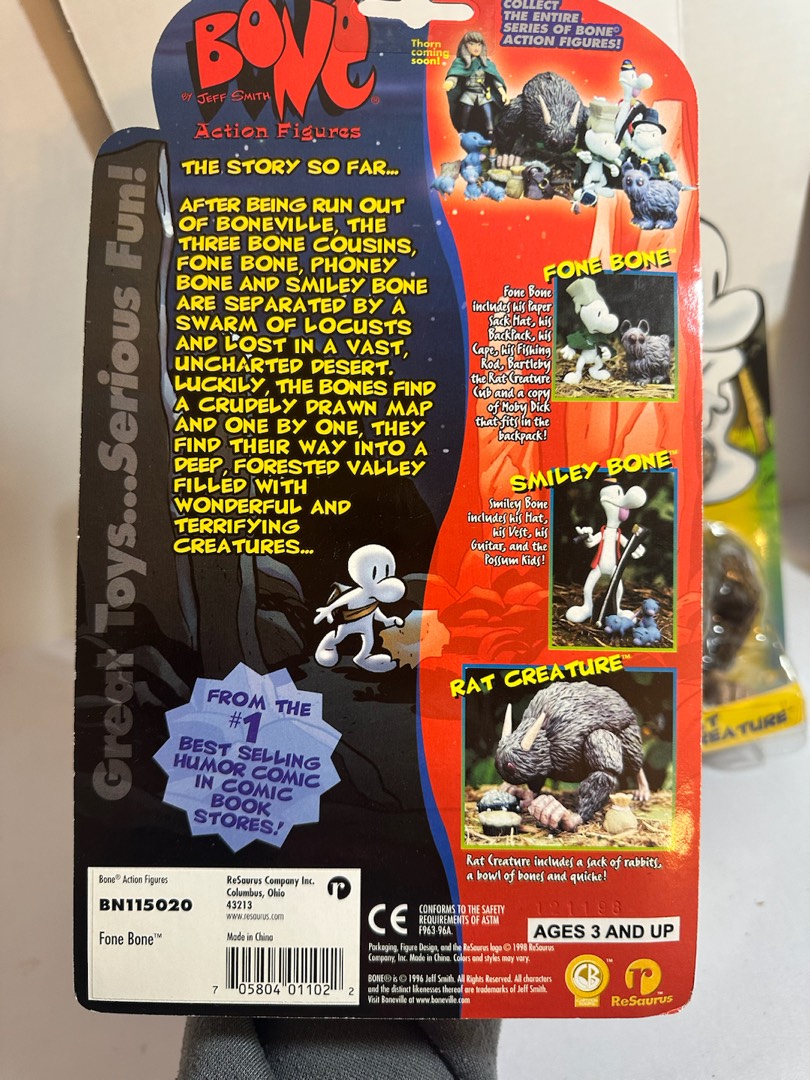 BONE®
BY JEFF SMITH
Action Figures
Thorn
coming
soon!
COLLECT
THE ENTIRE
SERIES OF BONE®
ACTION FIGURES!
Great Toys...Serious Fun!
THE STORY SO FAR...
AFTER BEING RUN OUT
OF BONEVILLE, THE
THREE BONE COUSINS,
FONE BONE, PHONEY
BONE AND SMILEY BONE
ARE SEPARATED BY A
SWARM OF LOCUSTS
AND LOST IN A VAST,
UNCHARTED DESERT.
LUCKILY, THE BONES FIND
A CRUDELY DRAWN MAP
AND ONE BY ONE, THEY
FIND THEIR WAY INTO A
DEEP, FORESTED VALLEY
FILLED WITH
WONDERFUL AND
TERRIFYING
CREATURES...
FONE BONE™
Fone Bone
includes his Paper
Sack Hat, his
BackPack, his
Cape, his Fishing
Rod, Bartleby
the Rat Creature
Cub and a copy
of Moby Dick
that fits in the
backpack!
SMILEY BONE™
Smiley Bone
includes his Hat,
his Vest, his
Guitar, and the
Possum Kids!
RAT CREATURE™
Rat Creature includes a sack of rabbits,
a bowl of bones and quiche!
FROM THE
#1
BEST SELLING
HUMOR COMIC
IN COMIC
BOOK
STORES!
Bone® Action Figures
BN115020
Fone Bone™
ReSaurus Company Inc.
Columbus, Ohio
43213
www.resaurus.com
Made in China
r
7 05804 01102 2
CE
CONFORMS TO THE SAFETY
REQUIREMENTS OF ASTM
F963-96A.
121198
AGES 3 AND UP
Packaging, Figure Design, and the ReSaurus logo © 1998 ReSaurus
Company, Inc. Made in China. Colors and styles may vary.
BONE® is © 1996 Jeff Smith. All Rights Reserved. All characters
and the distinct likenesses thereof are trademarks of Jeff Smith.
Visit Boneville at www.boneville.com
CB™
r
ReSaurus™
EATURE™